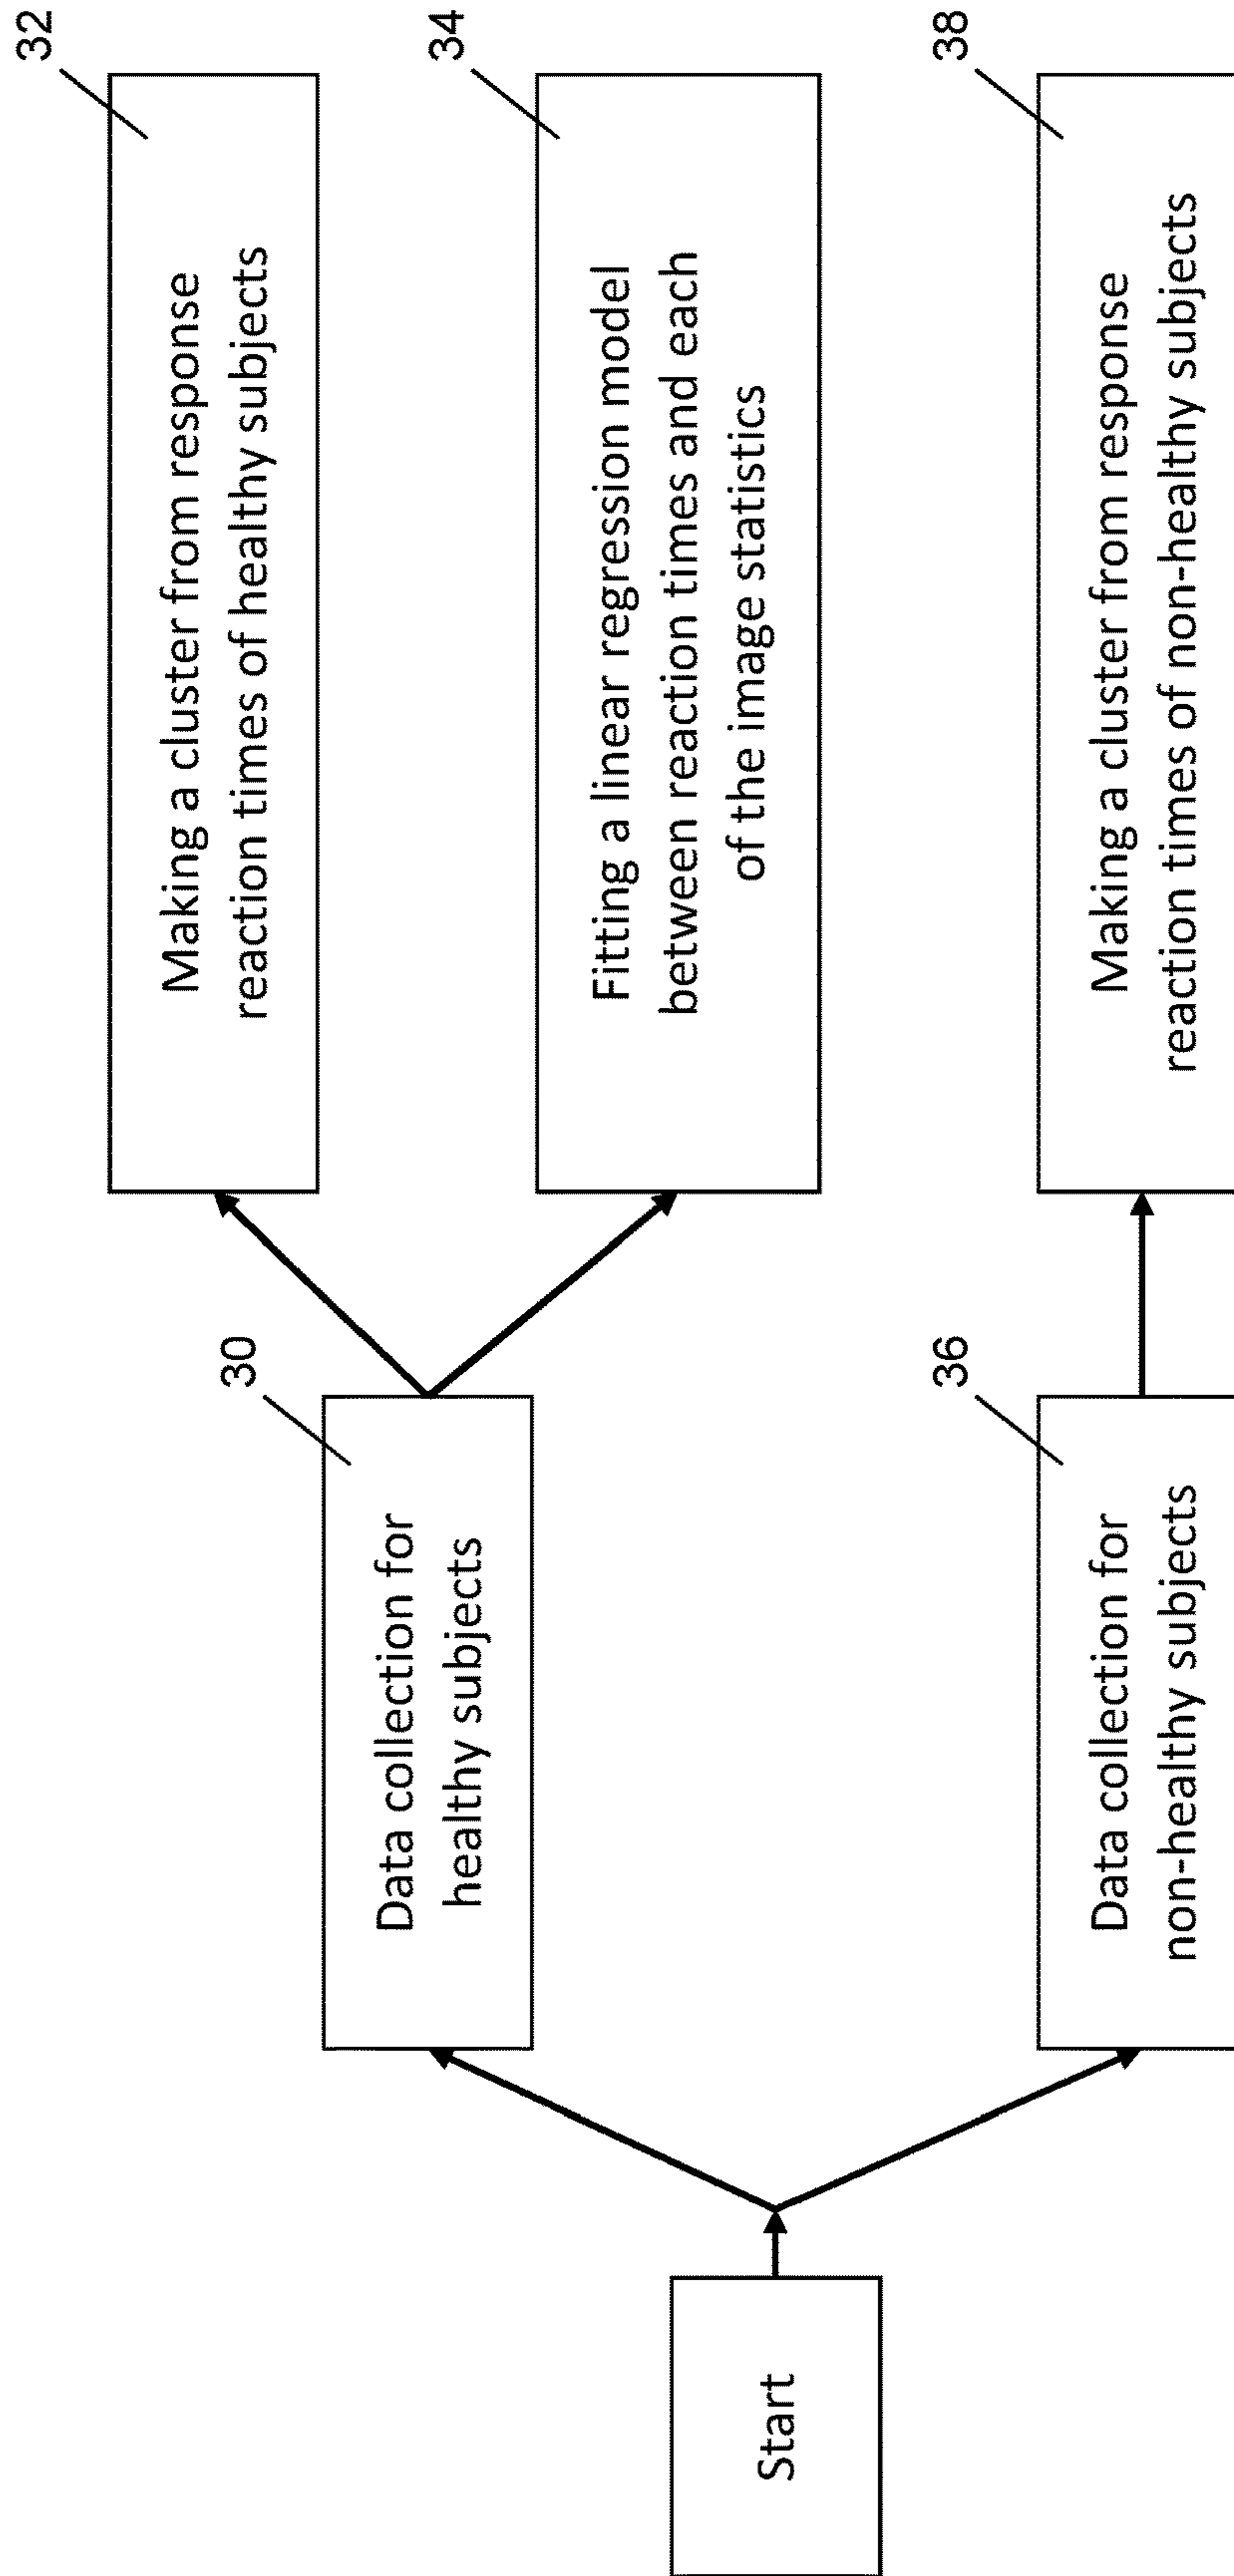 Start
30
Data collection for
healthy subjects
32
Making a cluster from response
reaction times of healthy subjects
34
Fitting a linear regression model
between reaction times and each
of the image statistics
36
Data collection for
non-healthy subjects
38
Making a cluster from response
reaction times of non-healthy subjects